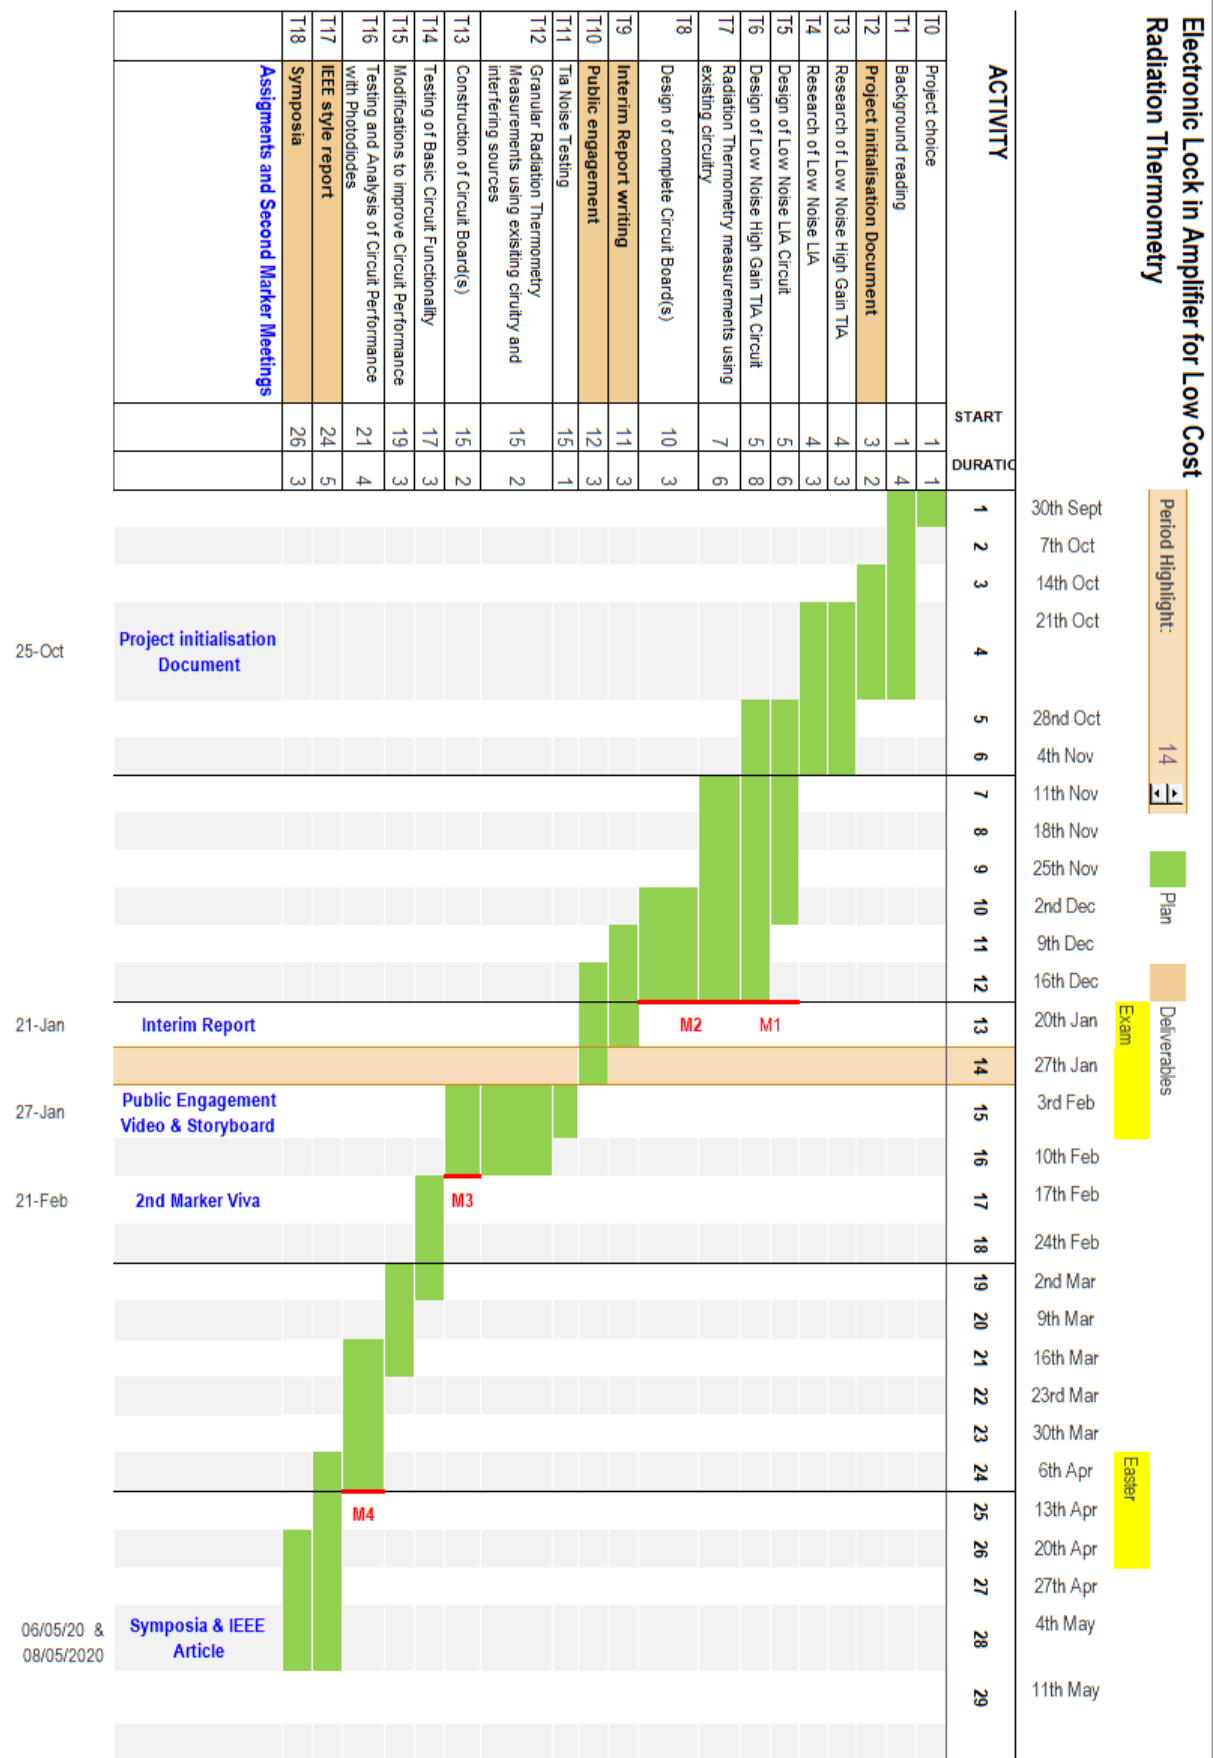 Electronic Lock in Amplifier for Low Cost
Radiation Thermometry
Period Highlight: 14
Plan
Deliverables
Exam
Easter
30th Sept
7th Oct
14th Oct
21th Oct
28nd Oct
4th Nov
11th Nov
18th Nov
25th Nov
2nd Dec
9th Dec
16th Dec
20th Jan
27th Jan
3rd Feb
10th Feb
17th Feb
24th Feb
2nd Mar
9th Mar
16th Mar
23rd Mar
30th Mar
6th Apr
13th Apr
20th Apr
27th Apr
4th May
11th May
ACTIVITY START DURATIO 1 2 3 4 5 6 7 8 9 10 11 12 13 14 15 16 17 18 19 20 21 22 23 24 25 26 27 28 29
T0 Project choice 1 1
T1 Background reading 1 4
T2 Project initialisation Document 3 2
T3 Research of Low Noise High Gain TIA 4 3
T4 Research of Low Noise LIA 4 3
T5 Design of Low Noise LIA Circuit 5 6
T6 Design of Low Noise High Gain TIA Circuit 5 8
M1
T7 Radiation Thermometry measurements using
existing circuitry 7 6
T8 Design of complete Circuit Board(s) 10 3
M2
T9 Interim Report writing 11 3
T10 Public engagement 12 3
T11 Tia Noise Testing 15 1
T12 Granular Radiation Thermometry
Measurements using exisiting ciruitry and
interfering sources 15 2
T13 Construction of Circuit Board(s) 15 2
M3
T14 Testing of Basic Circuit Functionality 17 3
T15 Modifications to improve Circuit Performance 19 3
T16 Testing and Analysis of Circuit Performance
with Photodiodes 21 4
M4
T17 IEEE style report 24 5
T18 Symposia 26 3
Assigments and Second Marker Meetings
Project initialisation
Document
Interim Report
Public Engagement
Video & Storyboard
2nd Marker Viva
Symposia & IEEE
Article
25-Oct
21-Jan
27-Jan
21-Feb
06/05/20 &
08/05/2020